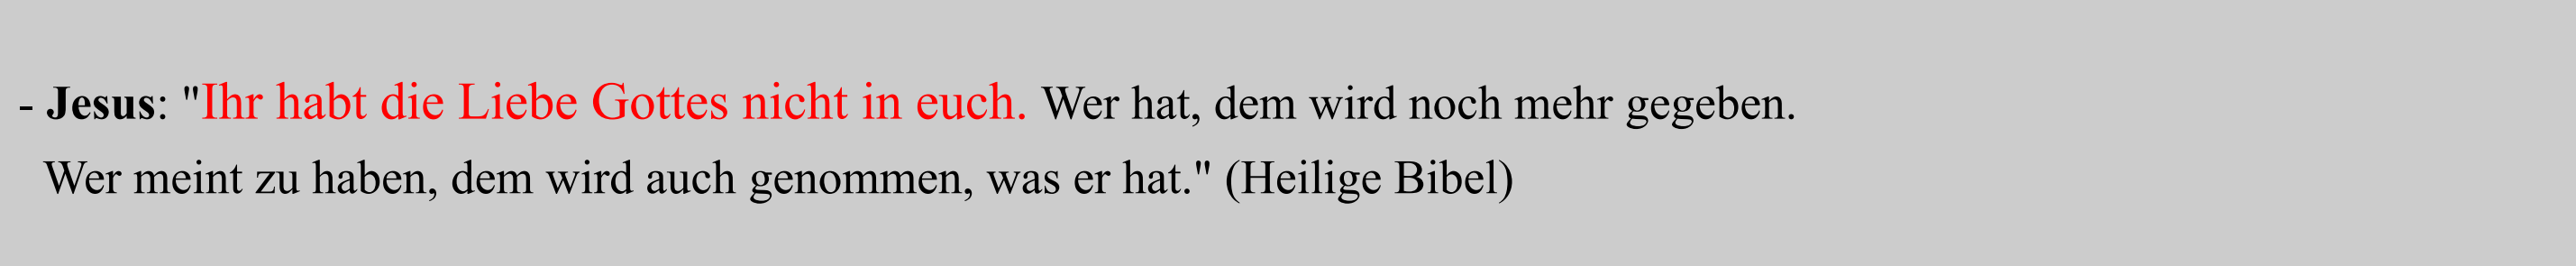 - Jesus: "Ihr habt die Liebe Gottes nicht in euch. Wer hat, dem wird noch mehr gegeben.
Wer meint zu haben, dem wird auch genommen, was er hat." (Heilige Bibel)